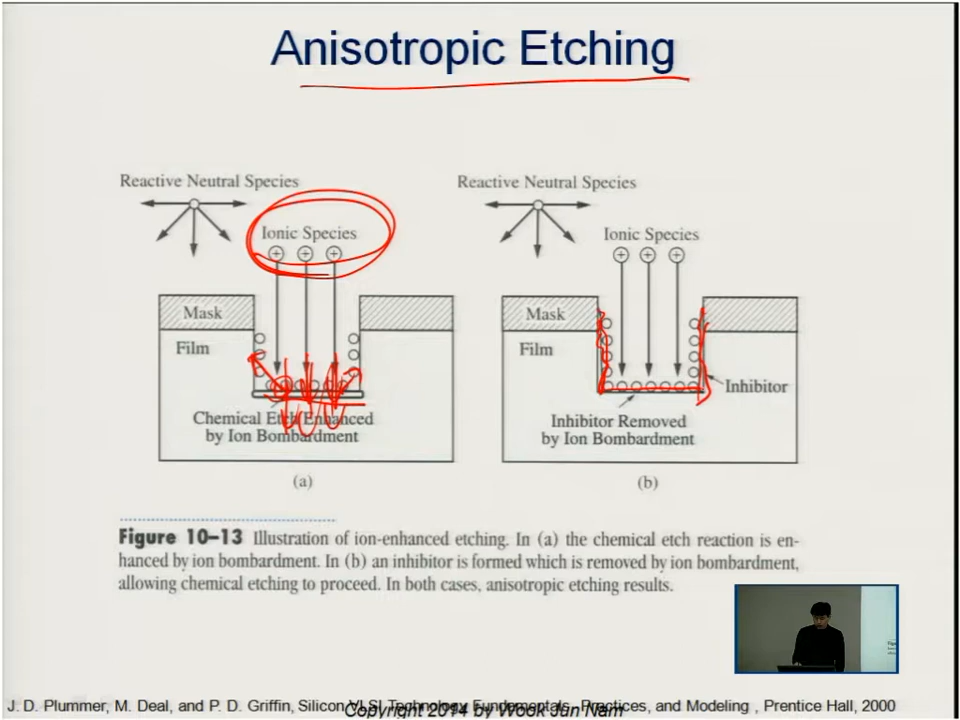 Anisotropic Etching
Reactive Neutral Species
Ionic Species
Mask
Film
Chemical Etch Enhanced
by Ion Bombardment
(a)
Reactive Neutral Species
Ionic Species
Mask
Film
Inhibitor
Inhibitor Removed
by Ion Bombardment
(b)
Figure 10–13 Illustration of ion-enhanced etching. In (a) the chemical etch reaction is en-
hanced by ion bombardment. In (b) an inhibitor is formed which is removed by ion bombardment,
allowing chemical etching to proceed. In both cases, anisotropic etching results.
J. D. Plummer, M. Deal, and P. D. Griffin, Silicon VLSI Technology, Fundamentals, Practices, and Modeling , Prentice Hall, 2000
Copyright 2014 by Wook Jun Nam